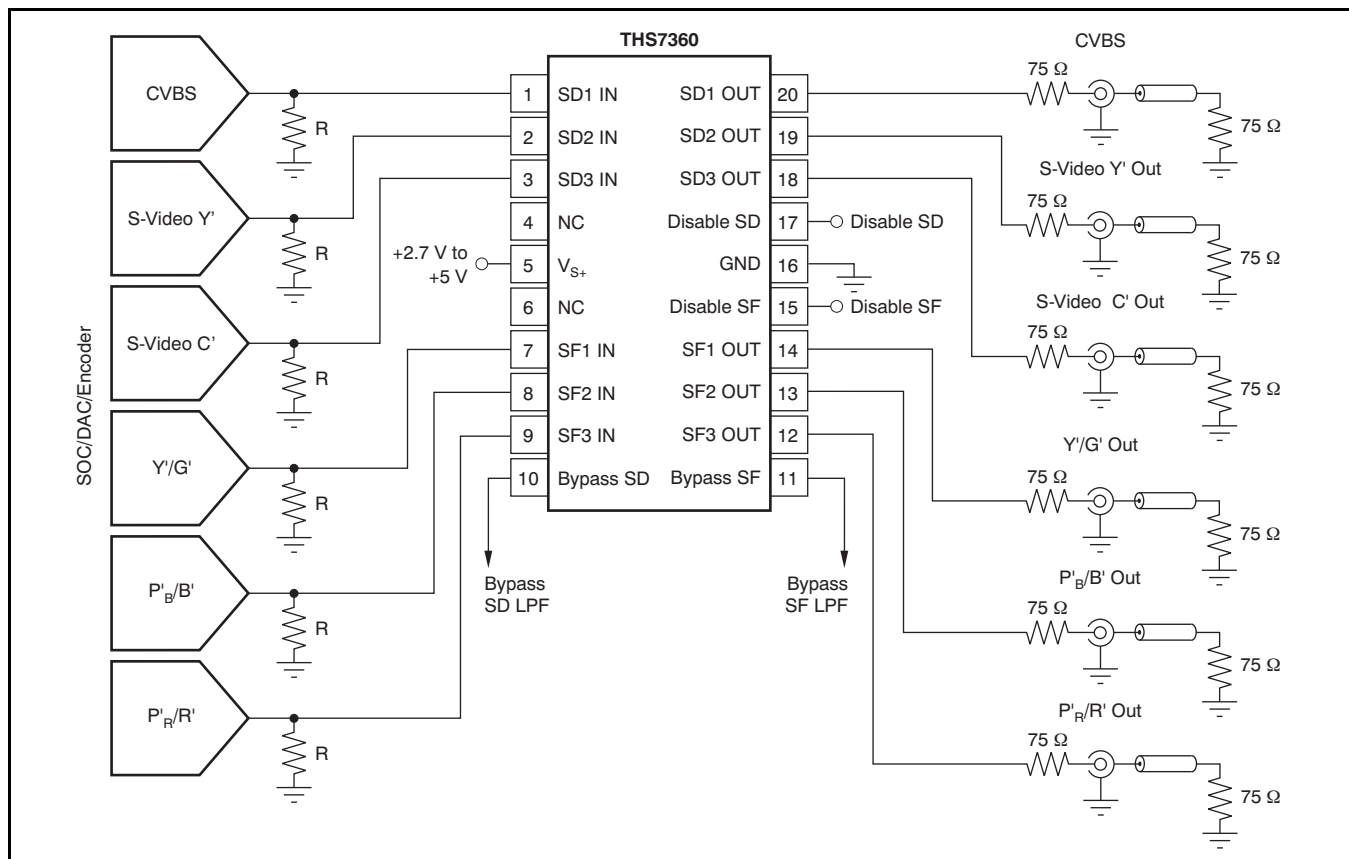 THS7360
SOC/DAC/Encoder
CVBS
R
S-Video Y'
R
S-Video C'
R
Y'/G'
R
P'B/B'
R
P'R/R'
R
+2.7 V to
+5 V
1 SD1 IN
2 SD2 IN
3 SD3 IN
4 NC
5 VS+
6 NC
7 SF1 IN
8 SF2 IN
9 SF3 IN
10 Bypass SD
SD1 OUT 20
SD2 OUT 19
SD3 OUT 18
Disable SD 17 Disable SD
GND 16
Disable SF 15 Disable SF
SF1 OUT 14
SF2 OUT 13
SF3 OUT 12
Bypass SF 11
Bypass
SD LPF
Bypass
SF LPF
CVBS
75 Ω
75 Ω
S-Video Y' Out
75 Ω
75 Ω
S-Video C' Out
75 Ω
75 Ω
Y'/G' Out
75 Ω
75 Ω
P'B/B' Out
75 Ω
75 Ω
P'R/R' Out
75 Ω
75 Ω